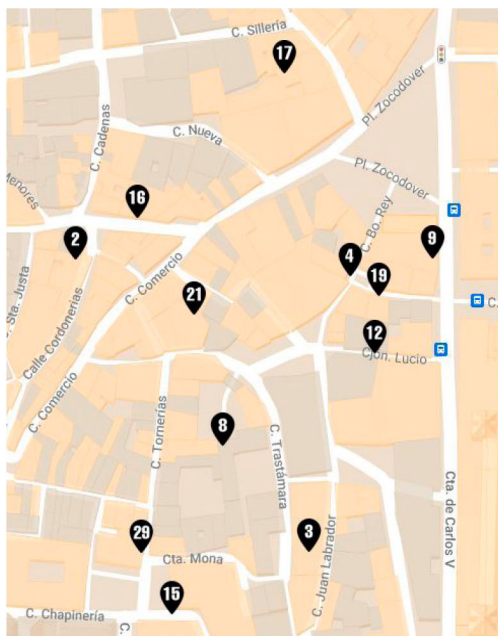 C. Sillería
17
Pl. Zocodover
C. Cadenas
C. Nueva
Pl. Zocodover
Menores
16
C. Bo. Rey
2
9
4
C. Comercio
19
21
C.
Sta. Justa
Calle Cordonerías
12
Cjón. Lucio
C. Comercio
C. Tornerías
8
C. Trastámara
Cta. de Carlos V
29
3
Cta. Mona
C. Juan Labrador
15
C. Chapinería
C.